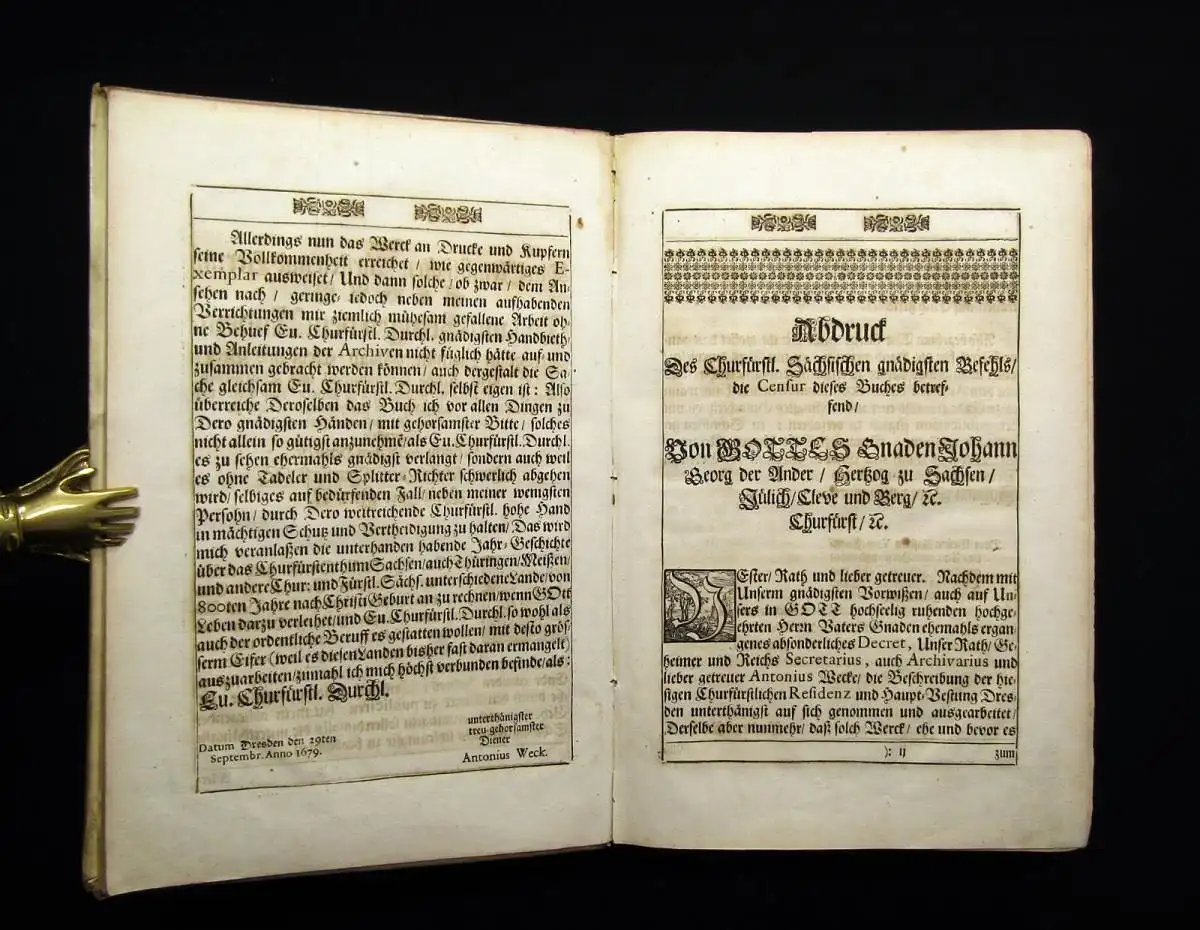 Allerdings nun das Werck an Drucke und Kupfern
seine Vollkommenheit erreichet / wie gegenwärtiges E-
xemplar ausweiset / Und dann solche / ob zwar / dem An-
sehen nach / geringe / iedoch neben meinen aufhabenden
Verrichtungen mir ziemlich mühesam gefallene Arbeit oh-
ne Behuef Eu. Churfürstl. Durchl. gnädigsten Handbieth-
und Anleitungen der Archiven nicht füglich hätte auf- und
zusammen gebracht werden können / auch dergestalt die Sa-
che gleichsam Eu. Churfürstl. Durchl. selbst eigen ist : Also
überreiche Deroselben das Buch ich vor allen Dingen zu
Dero gnädigsten Händen / mit gehorsamster Bitte / solches
nicht allein so gütigst anzunehmē / als Eu. Churfürstl. Durchl.
es zu sehen ehermahls gnädigst verlangt / sondern auch weil
es ohne Tadeler und Splitter-Richter schwerlich abgehen
wird / selbiges auf bedürfenden Fall / neben meiner wenigsten
Persohn / durch Dero weitreichende Churfürstl. hohe Hand
in mächtigen Schutz und Vertheidigung zu halten / Das wird
mich veranlaßen die unterhanden habende Jahr-Geschichte
über das Churfürstenthum Sachsen / auch Thüringen / Meißen /
und andere Chur- und Fürstl. Sächs. unterschiedene Lande / von
800ten Jahre nach Christi Geburt an zu rechnen / wenn GOtt
Leben darzu verleihet / und Eu. Churfürstl. Durchl. so wohl als
auch der ordentliche Beruff es gestatten wollen / mit desto grös-
serm Eifer (weil es diesen Landen bisher fast daran ermangelt)
auszuarbeiten / zumahl ich mich höchst verbunden befinde / als :
Eu. Churfürstl. Durchl.
unterthänigster
treu-gehorsamster
Diener
Antonius Weck.
Datum Dresden den 29ten
Septembr. Anno 1679.
Abdruck
Des Churfürstl. Sächsischen gnädigsten Befehls /
die Censur dieses Buches betref-
fend /
Von GOTTES Gnaden Johann
Georg der Ander / Hertzog zu Sachsen /
Jülich / Cleve und Berg / ꝛc.
Churfürst / ꝛc.
VEster / Rath und lieber getreuer. Nachdem mit
Unserm gnädigsten Vorwißen / auch auf Un-
sers in GOTT hochseelig ruhenden hochge-
ehrten Herrn Vaters Gnaden ehemahls ergan-
genes absonderliches Decret, Unser Rath / Ge-
heimer und Reichs Secretarius, auch Archivarius und
lieber getreuer Antonius Wecke / die Beschreibung der hie-
sigen Churfürstlichen Residenz und Haupt-Vestung Dres-
den unterthänigst auf sich genommen und ausgearbeitet /
Derselbe aber nunmehr / daß solch Werck / ehe und bevor es
): ij
zum